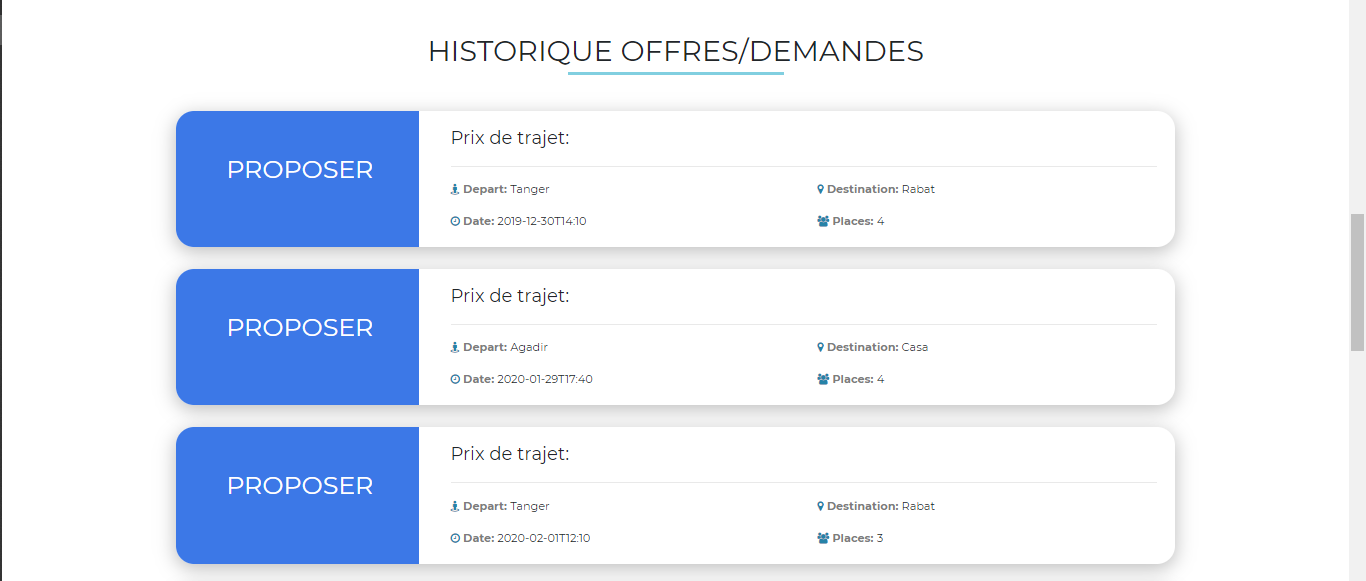 HISTORIQUE OFFRES/DEMANDES
PROPOSER
Prix de trajet:
Depart: Tanger
Destination: Rabat
Date: 2019-12-30T14:10
Places: 4
PROPOSER
Prix de trajet:
Depart: Agadir
Destination: Casa
Date: 2020-01-29T17:40
Places: 4
PROPOSER
Prix de trajet:
Depart: Tanger
Destination: Rabat
Date: 2020-02-01T12:10
Places: 3